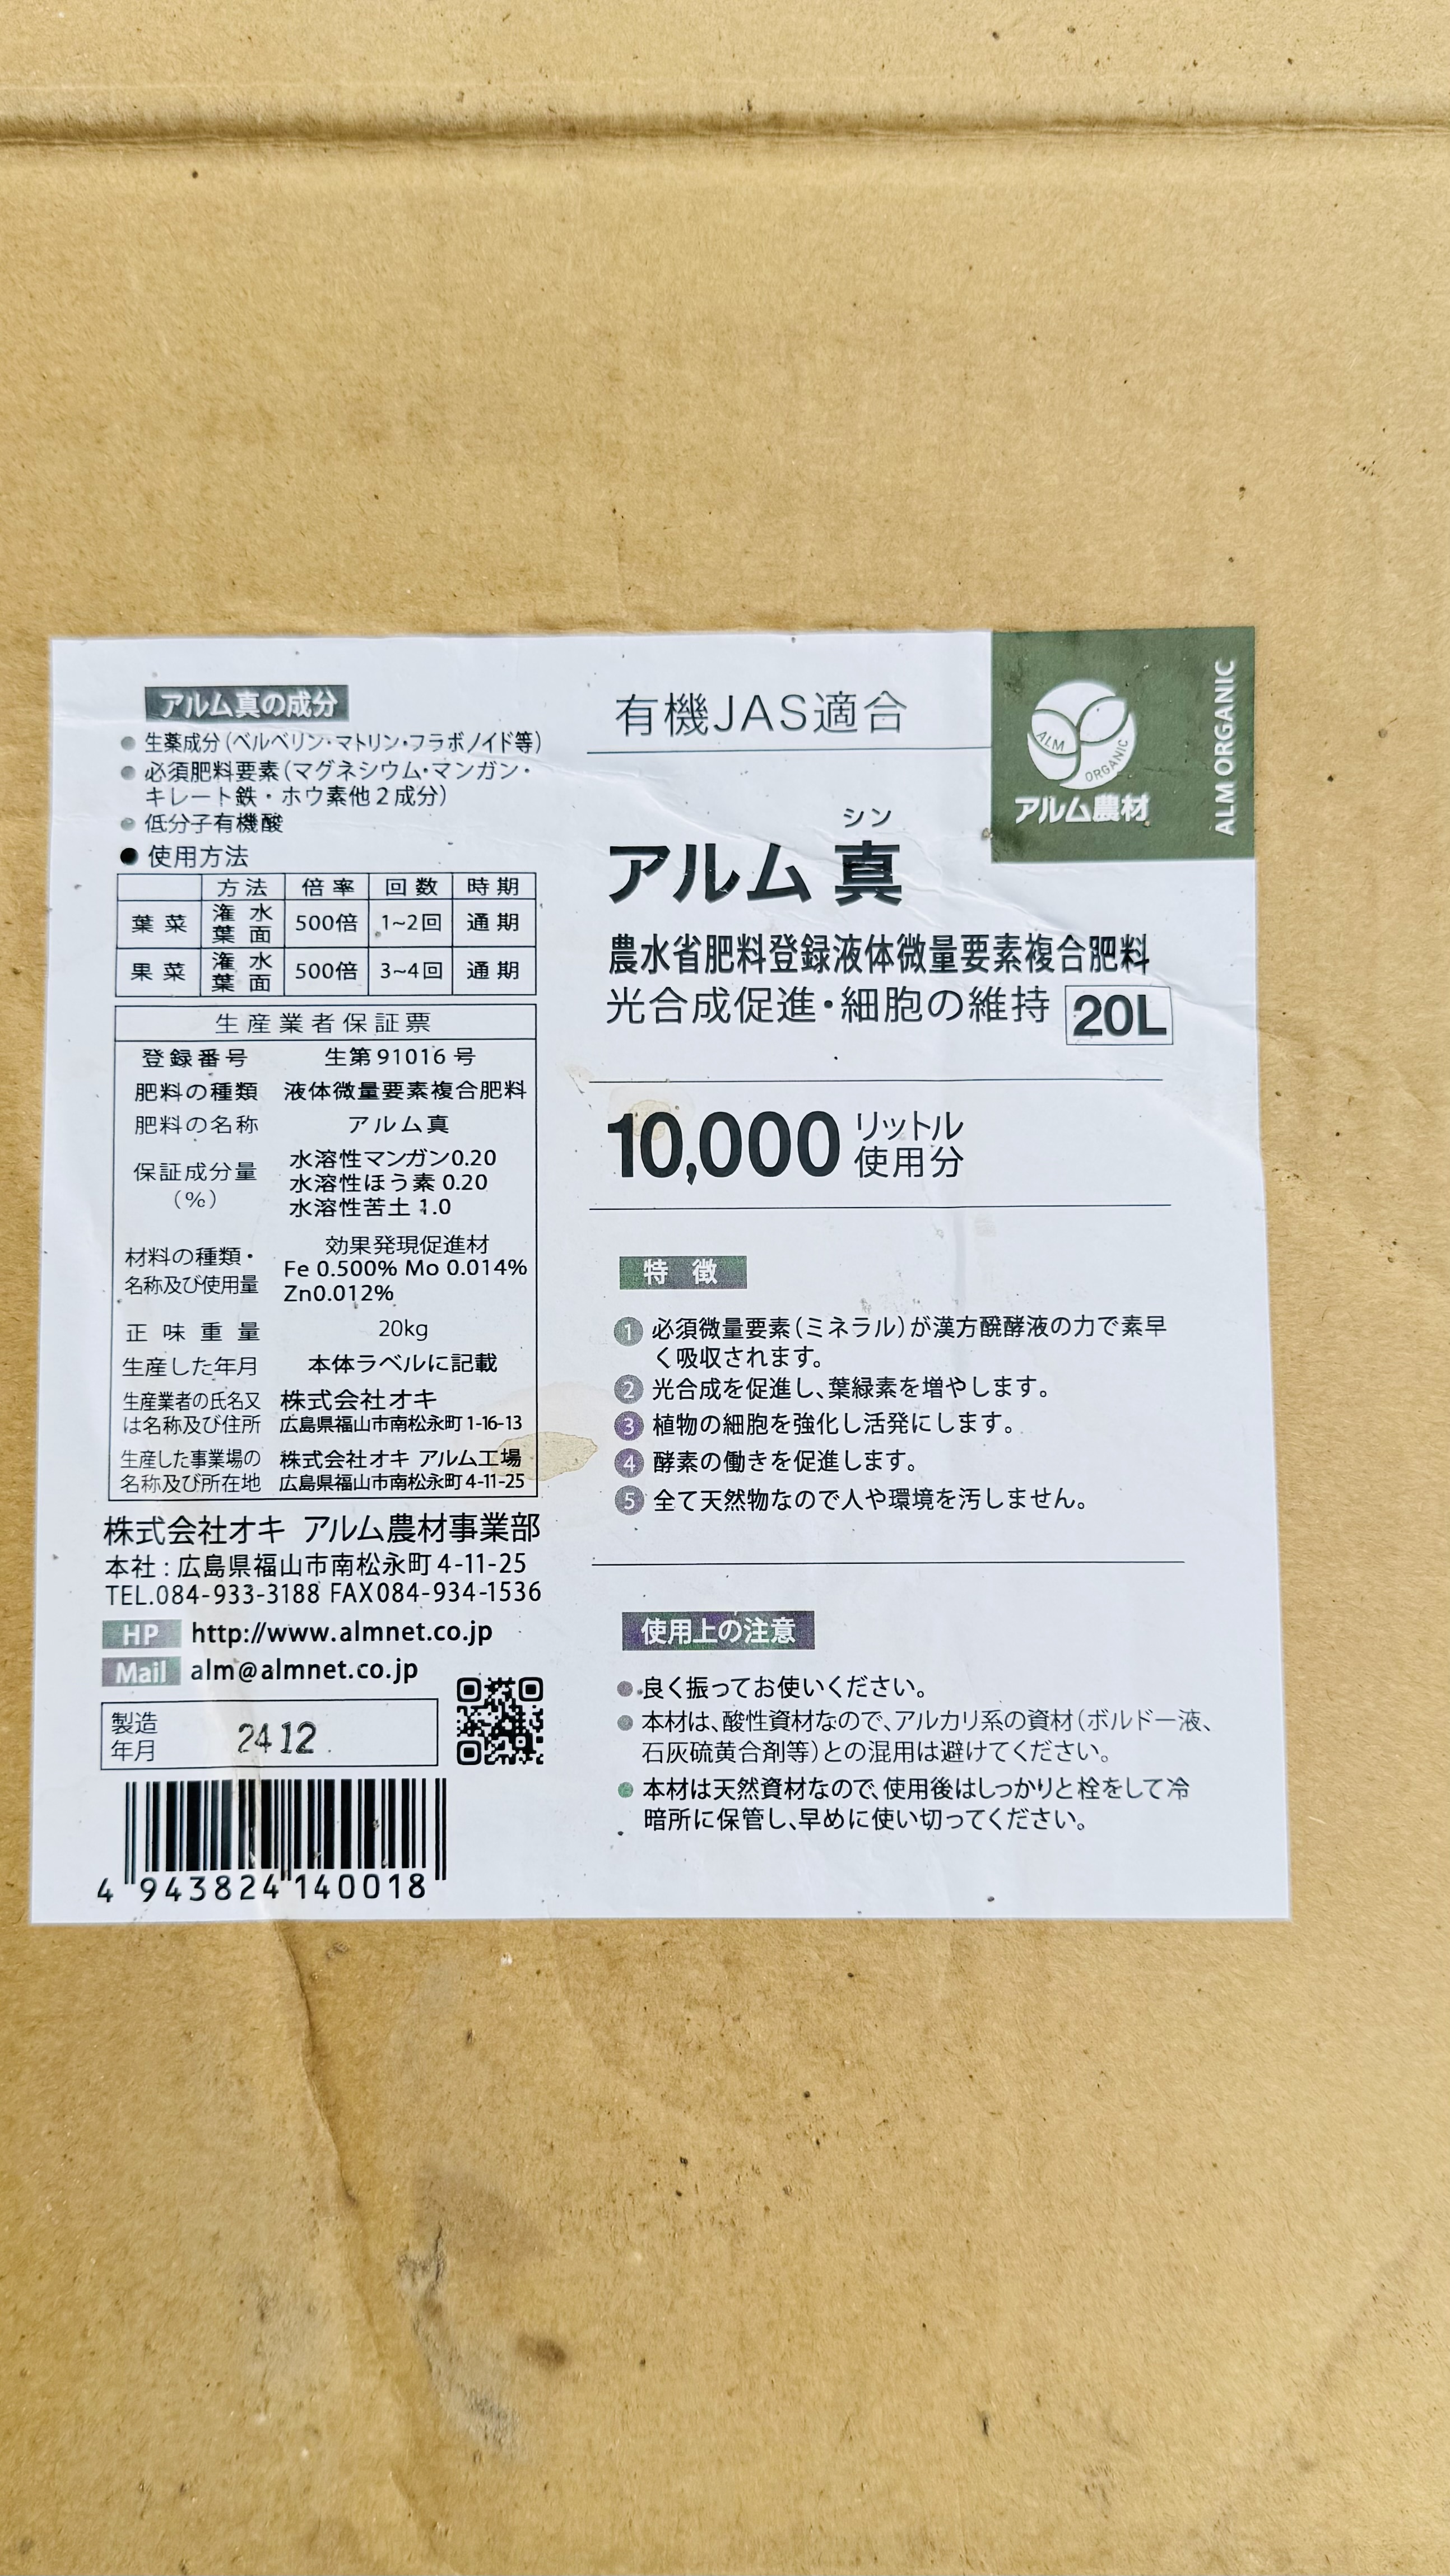 アルム真の成分
● 生薬成分(ベルベリン・マトリン・フラボノイド等)
● 必須肥料要素(マグネシウム・マンガン・
キレート鉄・ホウ素他2成分)
● 低分子有機酸
● 使用方法
方法 倍率 回数 時期
葉菜 潅水 葉面 500倍 1~2回 通期
果菜 潅水 葉面 500倍 3~4回 通期
生産業者保証票
登録番号 生第91016号
肥料の種類 液体微量要素複合肥料
肥料の名称 アルム真
保証成分量(%) 水溶性マンガン0.20
水溶性ほう素 0.20
水溶性苦土 1.0
材料の種類・名称及び使用量 効果発現促進材
Fe 0.500% Mo 0.014%
Zn0.012%
正味重量 20kg
生産した年月 本体ラベルに記載
生産業者の氏名又は名称及び住所 株式会社オキ
広島県福山市南松永町1-16-13
生産した事業場の名称及び所在地 株式会社オキ アルム工場
広島県福山市南松永町4-11-25
株式会社オキ アルム農材事業部
本社:広島県福山市南松永町4-11-25
TEL.084-933-3188 FAX084-934-1536
HP http://www.almnet.co.jp
Mail alm@almnet.co.jp
製造年月 2412
4 943824 140018
有機JAS適合
ALM ORGANIC
アルム農材
ALM ORGANIC
シン
アルム 真
農水省肥料登録液体微量要素複合肥料
光合成促進・細胞の維持 20L
10,000リットル使用分
特 徴
1 必須微量要素(ミネラル)が漢方醗酵液の力で素早
く吸収されます。
2 光合成を促進し、葉緑素を増やします。
3 植物の細胞を強化し活発にします。
4 酵素の働きを促進します。
5 全て天然物なので人や環境を汚しません。
使用上の注意
● 良く振ってお使いください。
● 本材は、酸性資材なので、アルカリ系の資材(ボルドー液、
石灰硫黄合剤等)との混用は避けてください。
● 本材は天然資材なので、使用後はしっかりと栓をして冷
暗所に保管し、早めに使い切ってください。